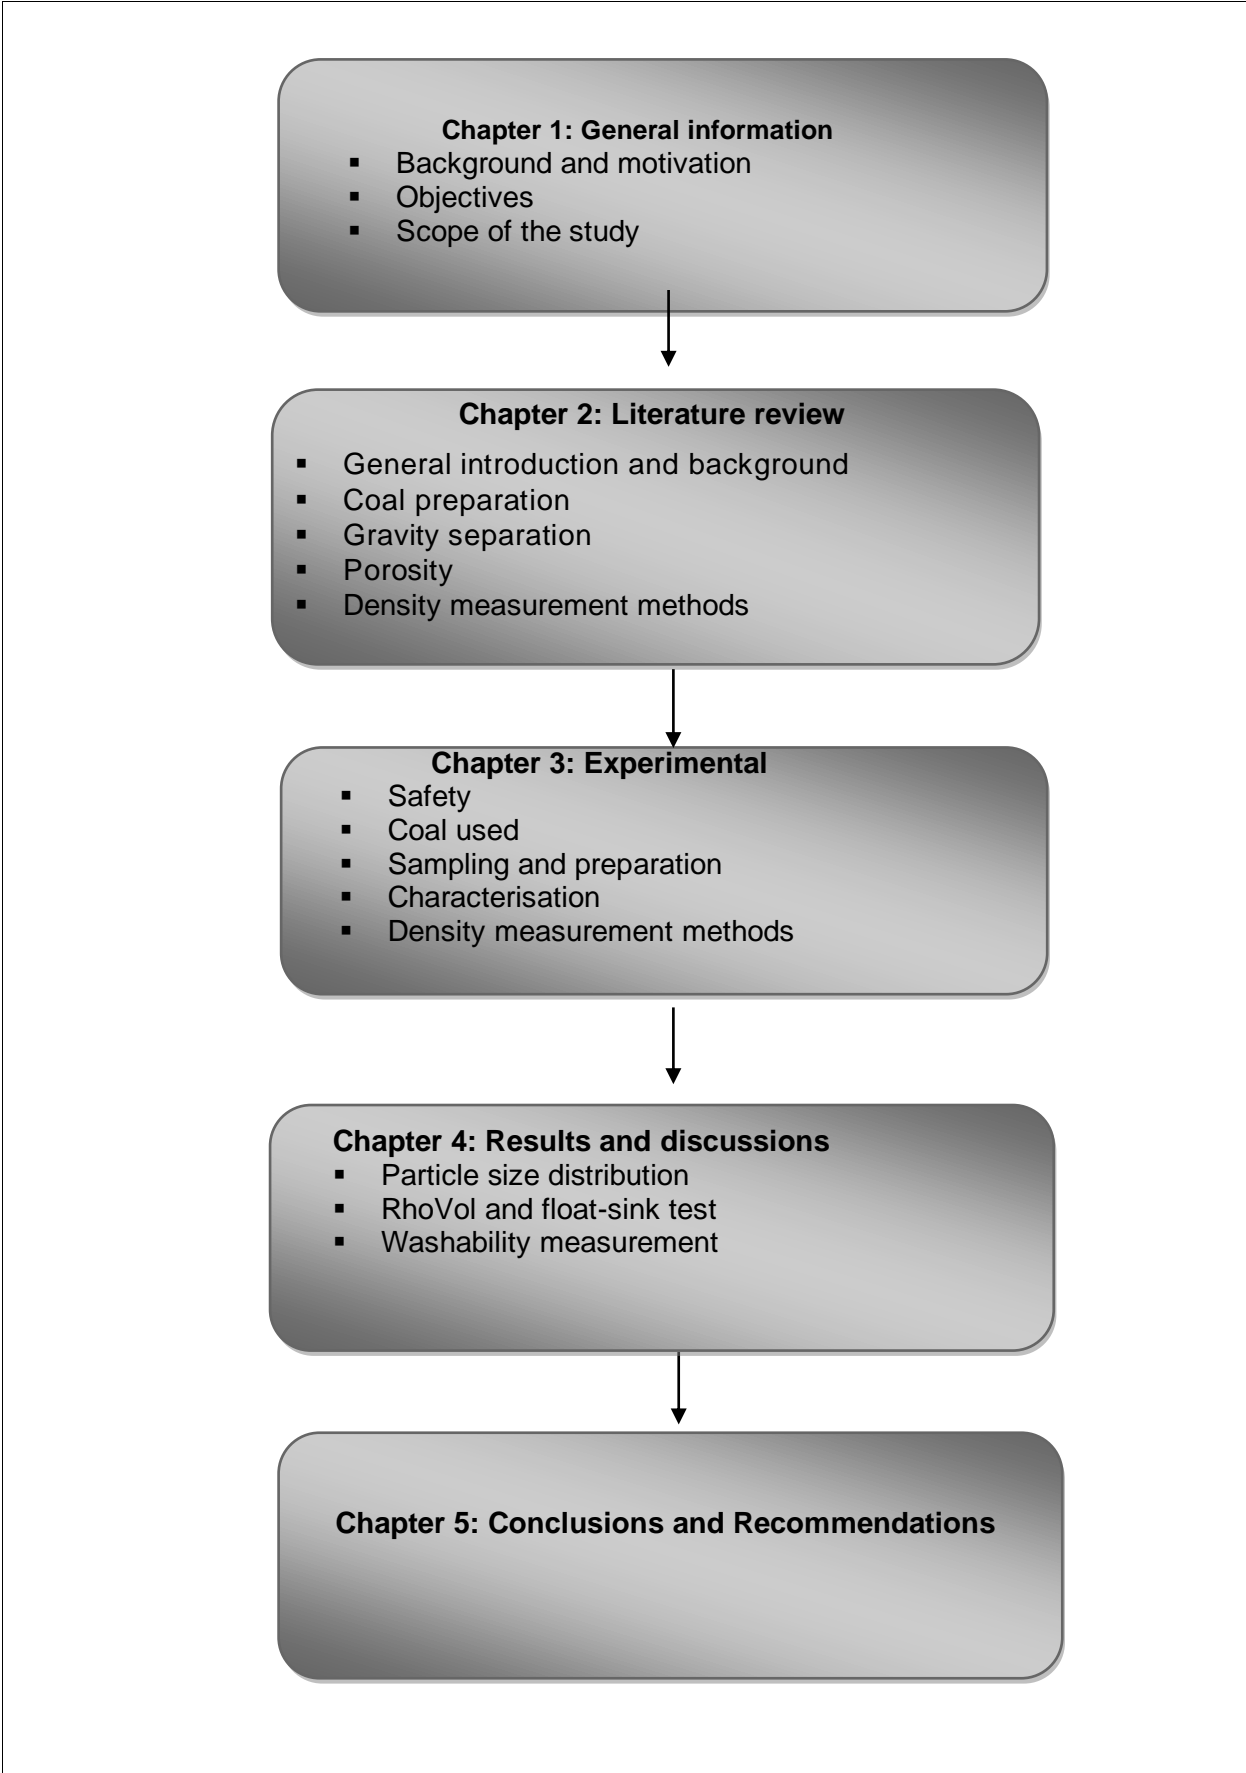 Chapter 1: General information
▪ Background and motivation
▪ Objectives
▪ Scope of the study
Chapter 2: Literature review
▪ General introduction and background
▪ Coal preparation
▪ Gravity separation
▪ Porosity
▪ Density measurement methods
Chapter 3: Experimental
▪ Safety
▪ Coal used
▪ Sampling and preparation
▪ Characterisation
▪ Density measurement methods
Chapter 4: Results and discussions
▪ Particle size distribution
▪ RhoVol and float-sink test
▪ Washability measurement
Chapter 5: Conclusions and Recommendations